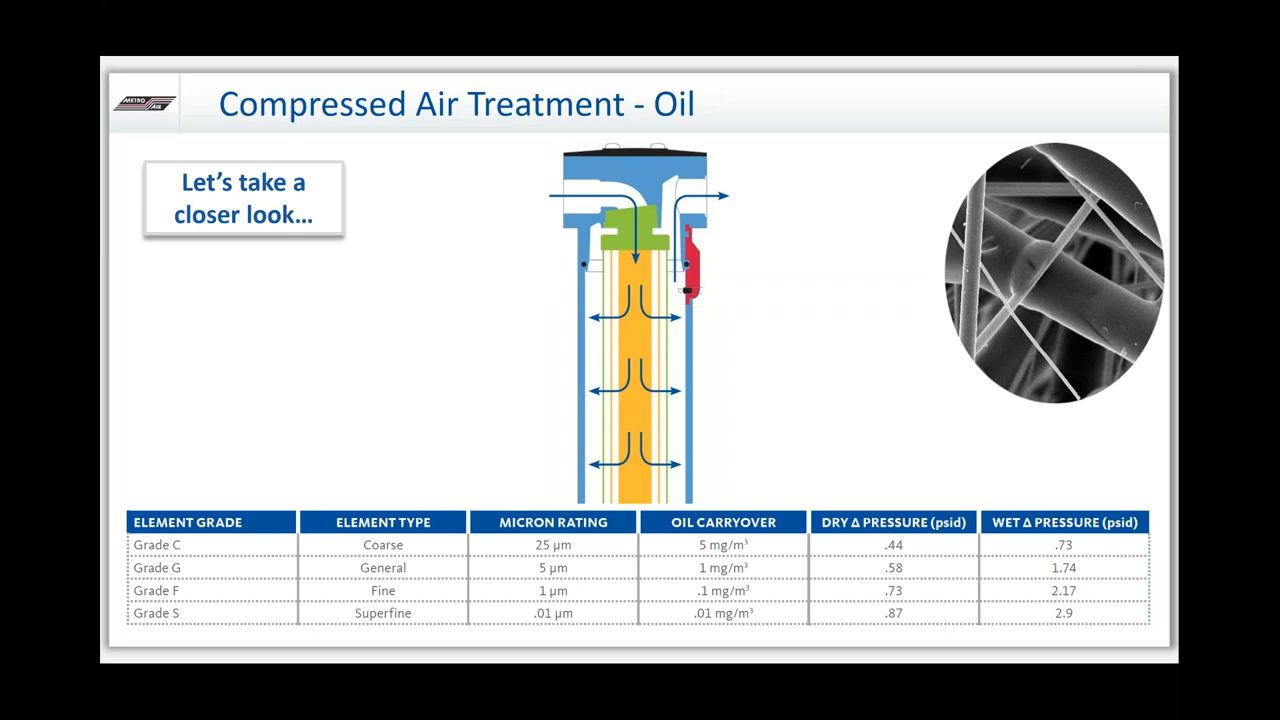 METRO
AIR
Compressed Air Treatment - Oil
Let’s take a
closer look…
ELEMENT GRADE ELEMENT TYPE MICRON RATING OIL CARRYOVER DRY Δ PRESSURE (psid) WET Δ PRESSURE (psid)
Grade C Coarse 25 µm 5 mg/m³ .44 .73
Grade G General 5 µm 1 mg/m³ .58 1.74
Grade F Fine 1 µm .1 mg/m³ .73 2.17
Grade S Superfine .01 µm .01 mg/m³ .87 2.9